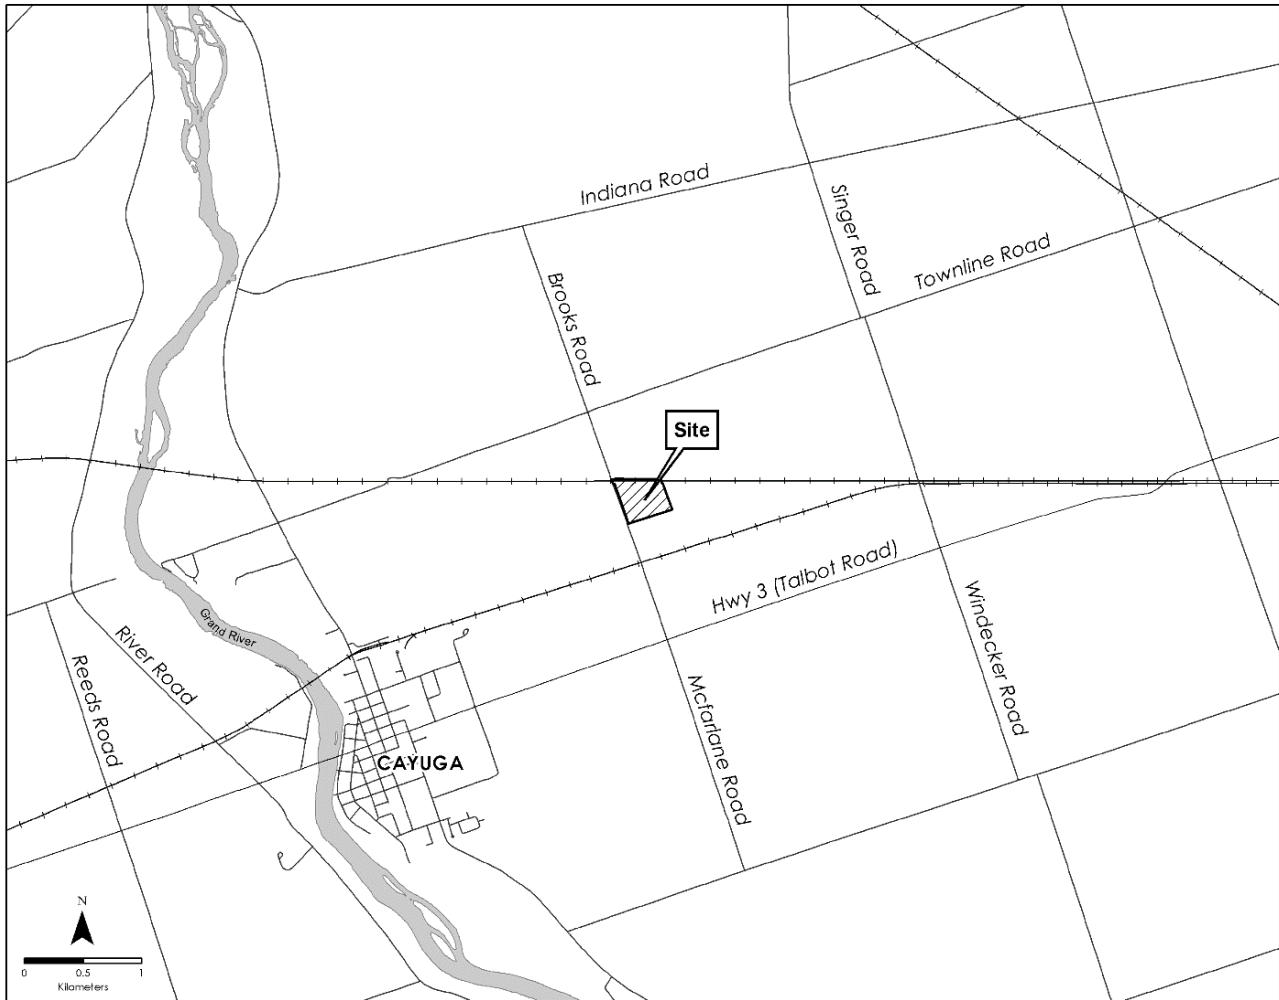 Indiana Road
Singer Road
Townline Road
Brooks Road
Site
Hwy 3 (Talbot Road)
Grand River
River Road
Reeds Road
Windecker Road
Mcfarlane Road
CAYUGA
N
0 0.5 1
Kilometers